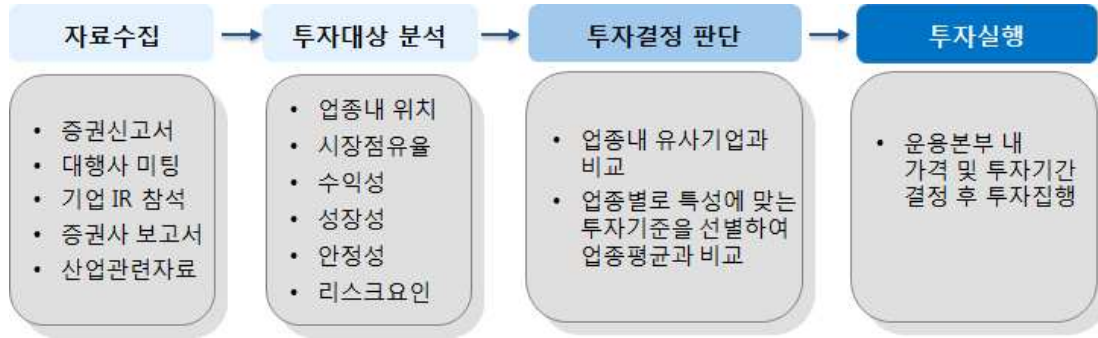 자료수집
투자대상 분석
투자결정 판단
투자실행
• 증권신고서
• 대행사 미팅
• 기업 IR 참석
• 증권사 보고서
• 산업관련자료
• 업종내 위치
• 시장점유율
• 수익성
• 성장성
• 안정성
• 리스크요인
• 업종내 유사기업과
비교
• 업종별로 특성에 맞는
투자기준을 선별하여
업종평균과 비교
• 운용본부 내
가격 및 투자기간
결정 후 투자집행